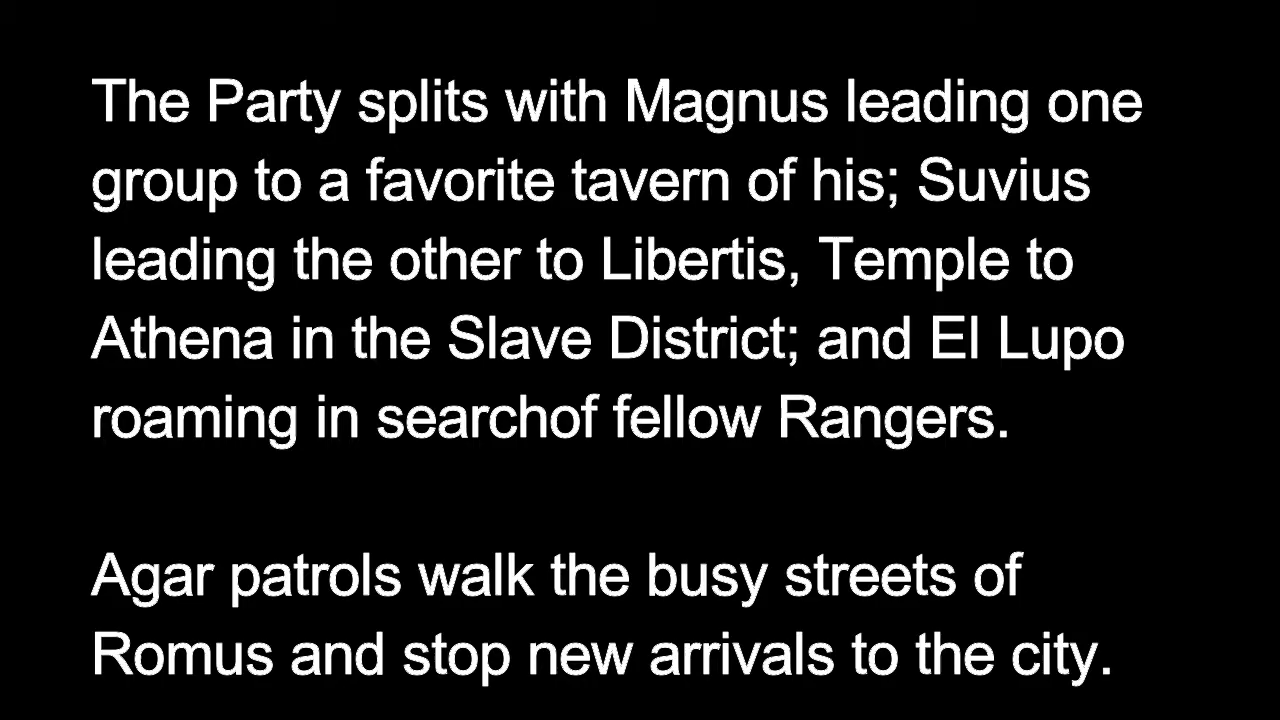 The Party splits with Magnus leading one
group to a favorite tavern of his; Suvius
leading the other to Libertis, Temple to
Athena in the Slave District; and El Lupo
roaming in searchof fellow Rangers.
Agar patrols walk the busy streets of
Romus and stop new arrivals to the city.